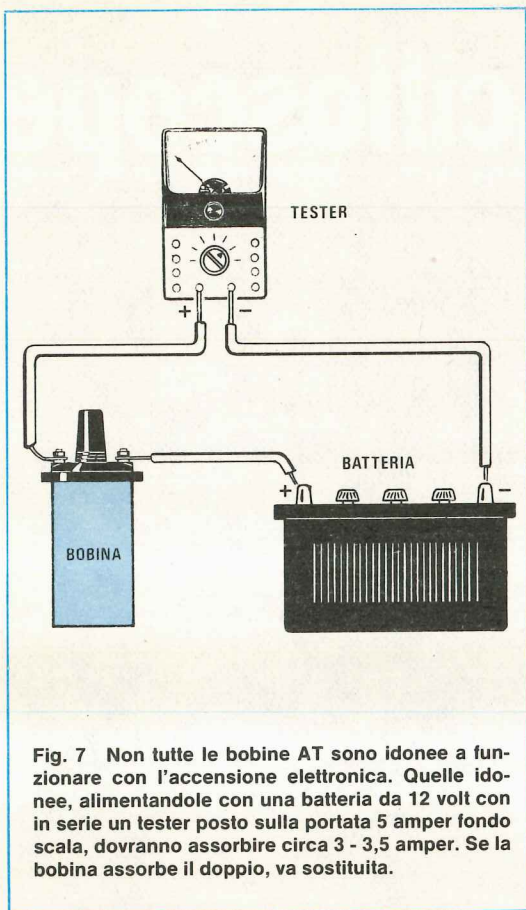 TESTER
+ −
BATTERIA
+ −
BOBINA
Fig. 7 Non tutte le bobine AT sono idonee a fun-
zionare con l'accensione elettronica. Quelle ido-
nee, alimentandole con una batteria da 12 volt con
in serie un tester posto sulla portata 5 amper fondo
scala, dovranno assorbire circa 3 - 3,5 amper. Se la
bobina assorbe il doppio, va sostituita.